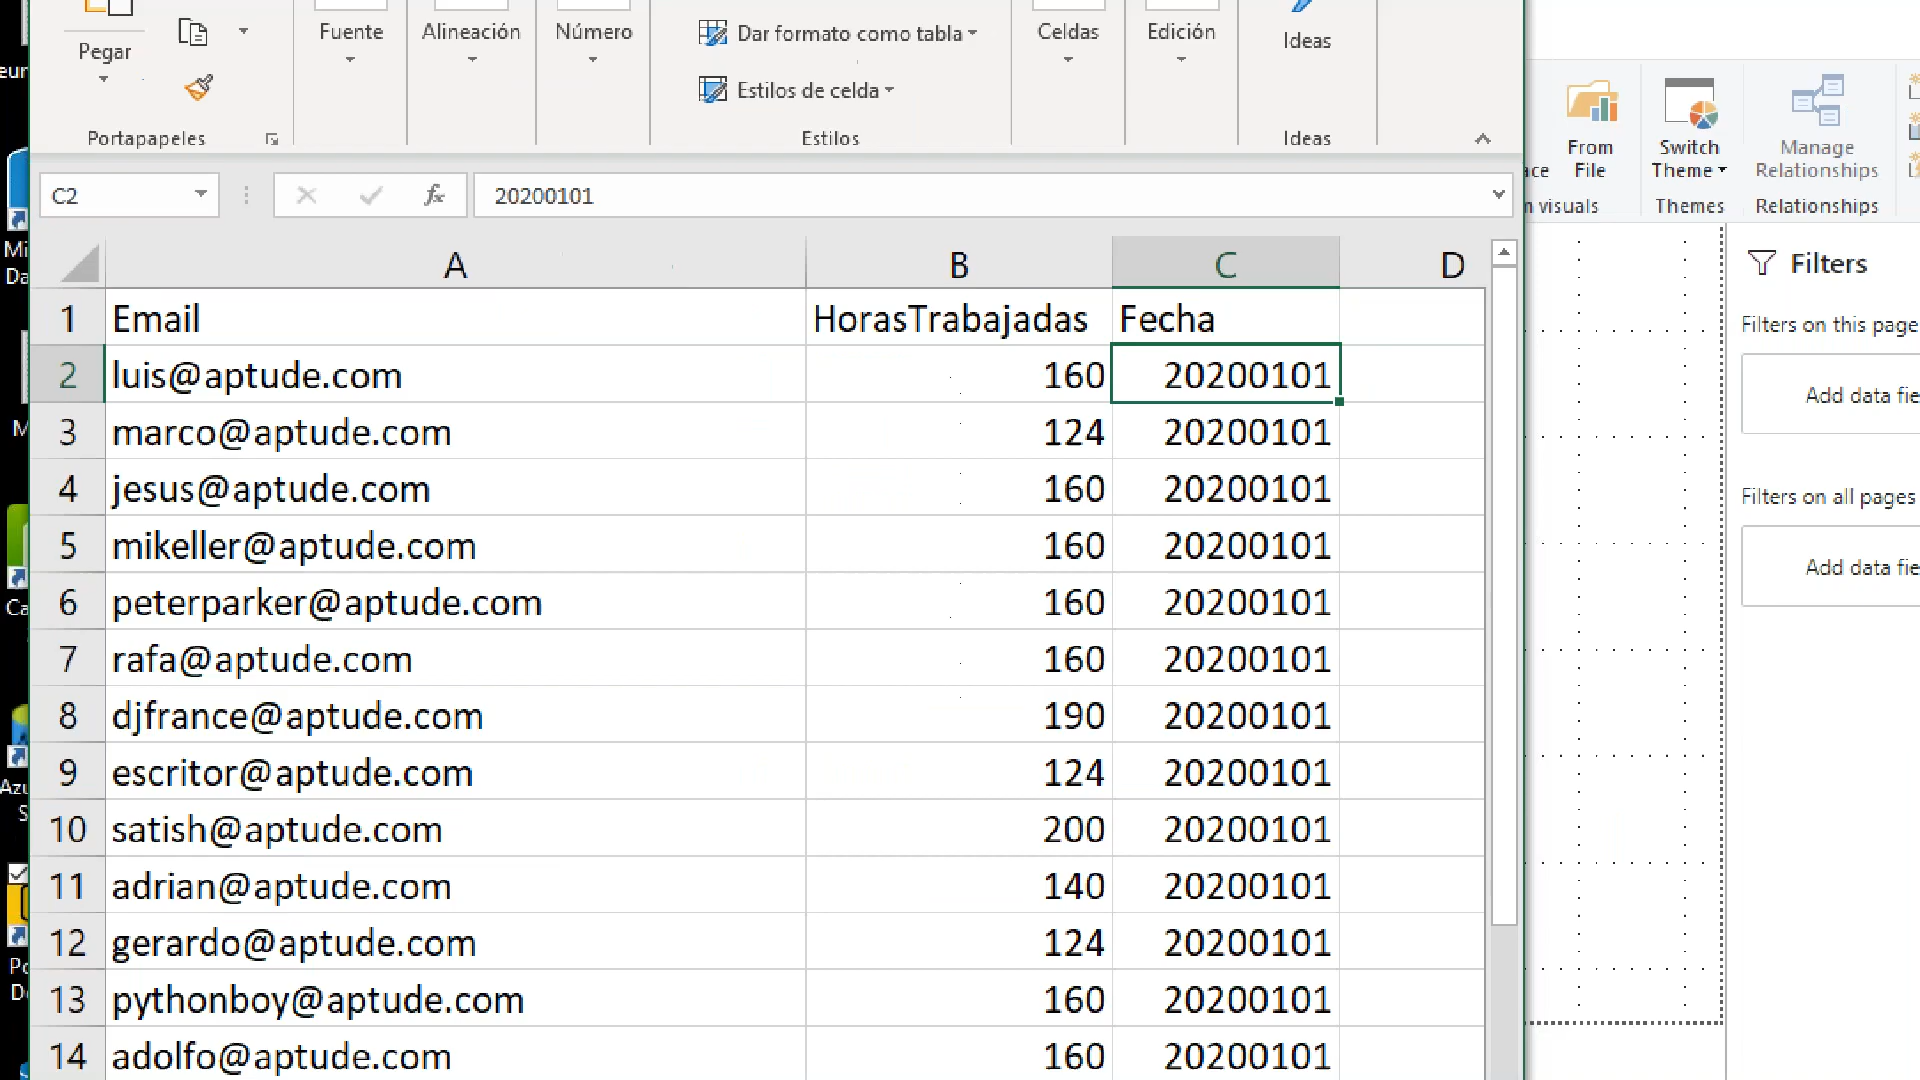 Pegar
Fuente
Alineación
Número
Dar formato como tabla
Estilos de celda
Celdas
Edición
Ideas
Portapapeles
Estilos
Ideas
From
File
Switch
Theme
Manage
Relationships
visuals
Themes
Relationships
C2
fx
20200101
Filters
Filters on this page
Add data
Filters on all pages
Add data
A B C D
1 Email HorasTrabajadas Fecha
2 luis@aptude.com 160 20200101
3 marco@aptude.com 124 20200101
4 jesus@aptude.com 160 20200101
5 mikeller@aptude.com 160 20200101
6 peterparker@aptude.com 160 20200101
7 rafa@aptude.com 160 20200101
8 djfrance@aptude.com 190 20200101
9 escritor@aptude.com 124 20200101
10 satish@aptude.com 200 20200101
11 adrian@aptude.com 140 20200101
12 gerardo@aptude.com 124 20200101
13 pythonboy@aptude.com 160 20200101
14 adolfo@aptude.com 160 20200101